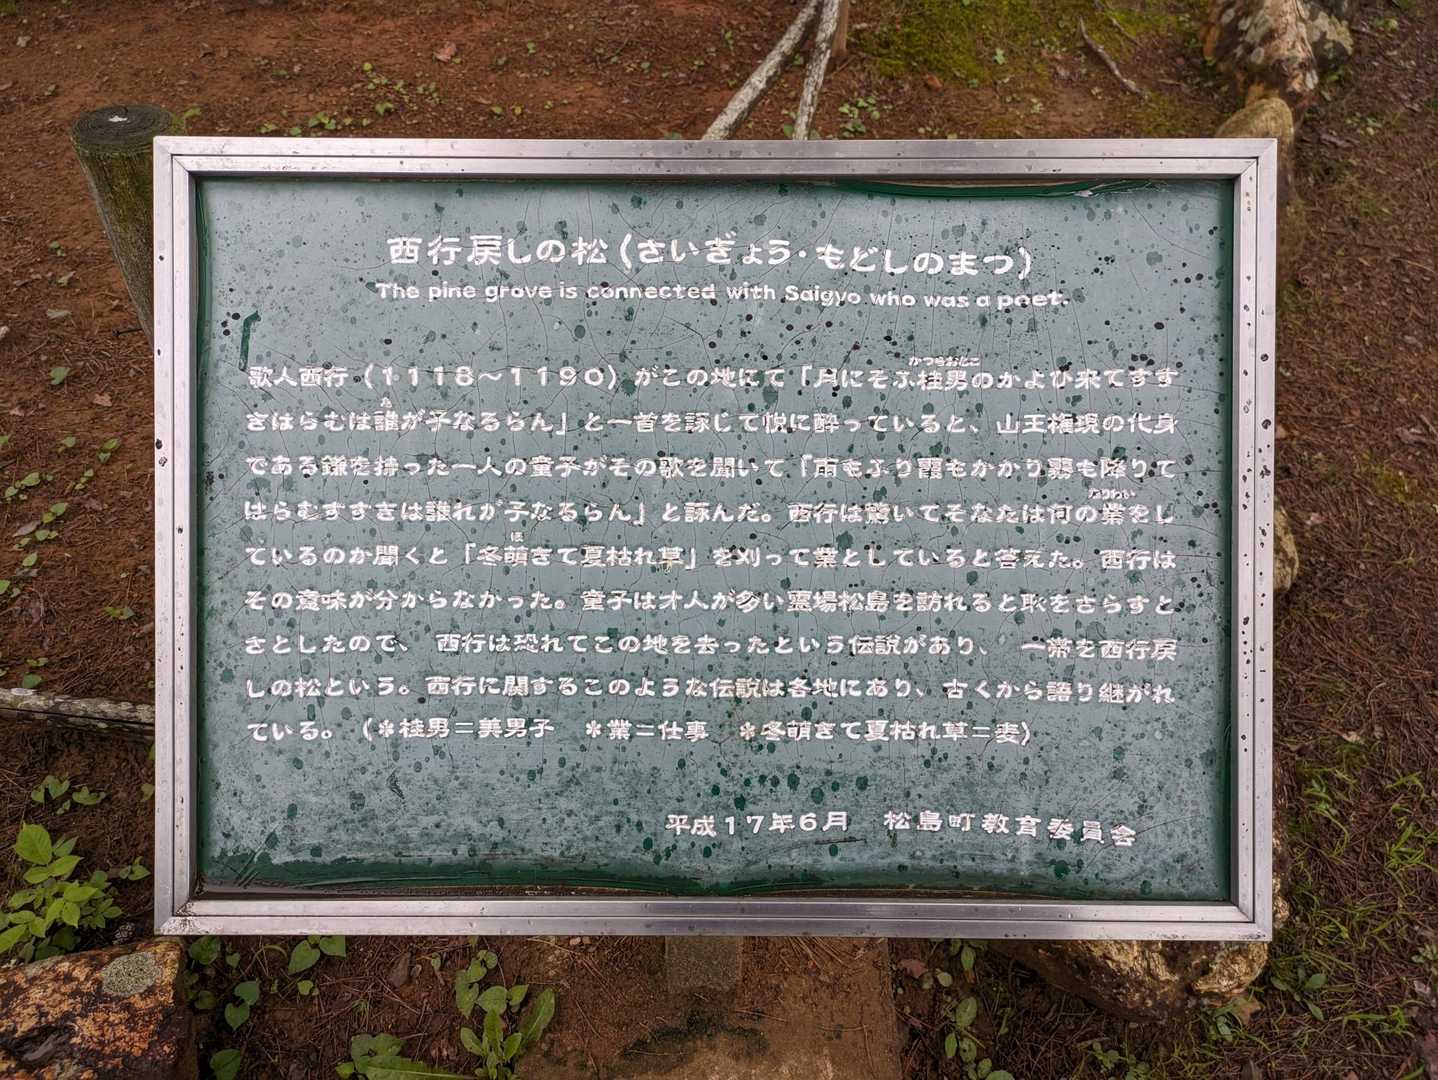 西行戻しの松（さいぎょう・もどしのまつ）
The pine grove is connected with Saigyo who was a poet.
歌人西行（１１１８～１１９０）がこの地にて「月にそふ桂男のかよひ来てすす
かつらおとこ
きはらむは誰が子なるらん」と一首を詠じて悦に酔っていると、山王権現の化身
た
である鎌を持った一人の童子がその歌を聞いて「雨もふり霞もかかり霧も降りて
はらむすすきは誰れが子なるらん」と詠んだ。西行は驚いてそなたは何の業をし
なりわい
ているのか聞くと「冬萌きて夏枯れ草」を刈って業としていると答えた。西行は
ほ
その意味が分からなかった。童子は才人が多い霊場松島を訪れると恥をさらすと
さとしたので、西行は恐れてこの地を去ったという伝説があり、一帯を西行戻
しの松という。西行に関するこのような伝説は各地にあり、古くから語り継がれ
ている。（＊桂男＝美男子　＊業＝仕事　＊冬萌きて夏枯れ草＝麦）
平成１７年６月　松島町教育委員会